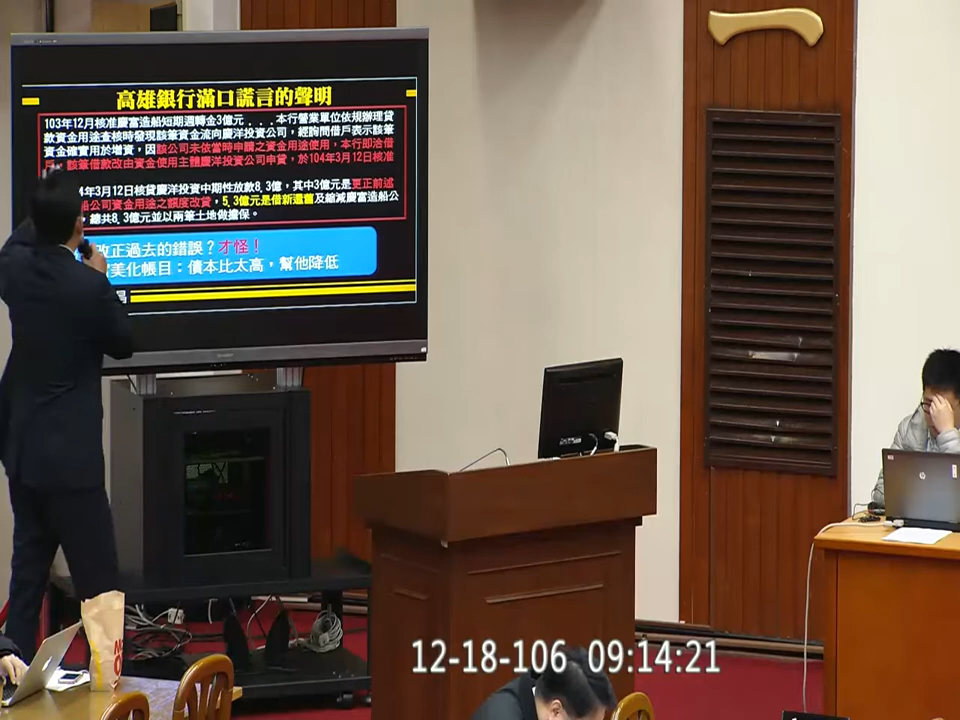 高雄銀行滿口謊言的聲明
103年12月核准慶富造船短期週轉金3億元...本行營業單位依規辦理貸
款資金用途查核時發現該筆資金流向慶洋投資公司，經詢問借戶表示該筆
資金確實用於增資，因該公司未依當時申請之資金用途使用，本行即洽借
該筆借款改由資金使用主體慶洋投資公司申貸，於104年3月12日核准
4年3月12日核貸慶洋投資中期性放款8.3億，其中3億元是更正前述
船公司資金用途之額度改貸，5.3億元是借新還舊及縮減慶富造船公
，總共8.3億元並以兩筆土地做擔保。
改正過去的錯誤？才怪！
美化帳目：債本比太高，幫他降低
一
12-18-106 09:14:21